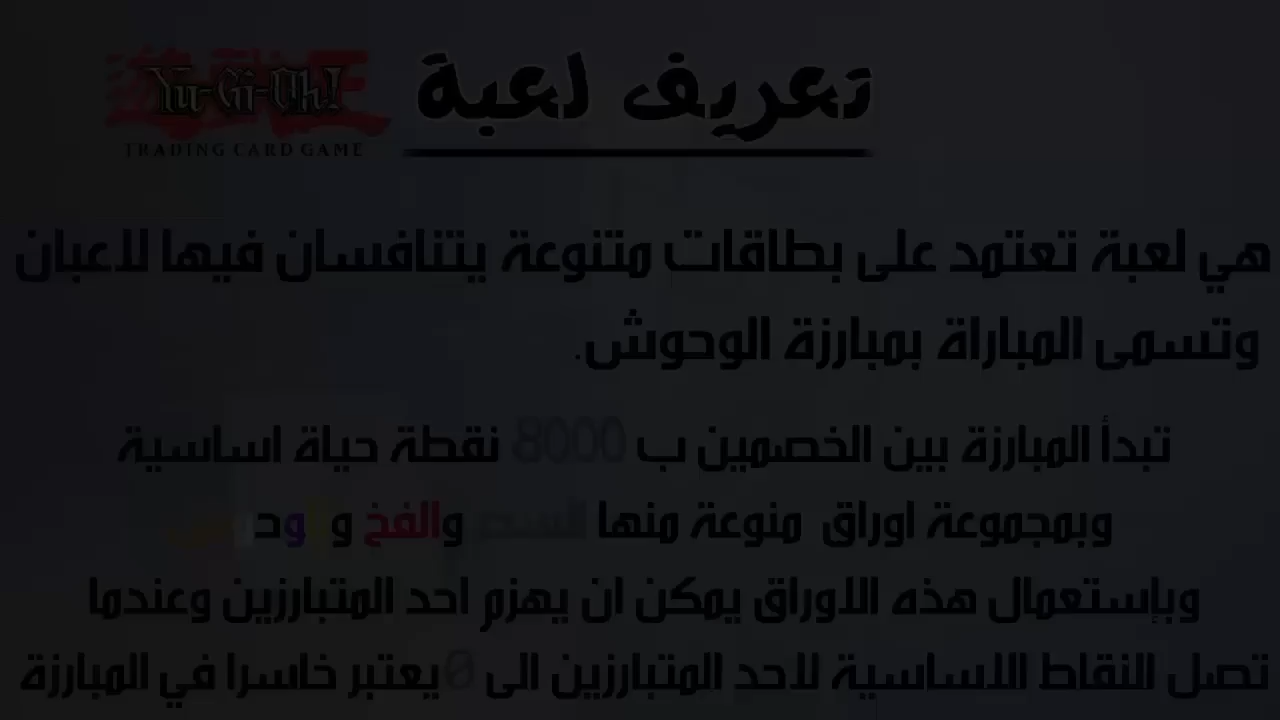 تعريف لعبة Yu-Gi-Oh!
TRADING CARD GAME
هي لعبة تعتمد على بطاقات متنوعة يتنافسان فيها لاعبان
وتسمى المباراة بمبارزة الوحوش.
تبدأ المبارزة بين الخصمين ب 8000 نقطة حياة اساسية
وبمجموعة اوراق منوعة منها السحر والفخ و
وبإستعمال هذه الاوراق يمكن ان يهزم احد المتبارزين وعندما
تصل النقاط الاساسية لاحد المتبارزين الى 0 يعتبر خاسرا في المبارزة